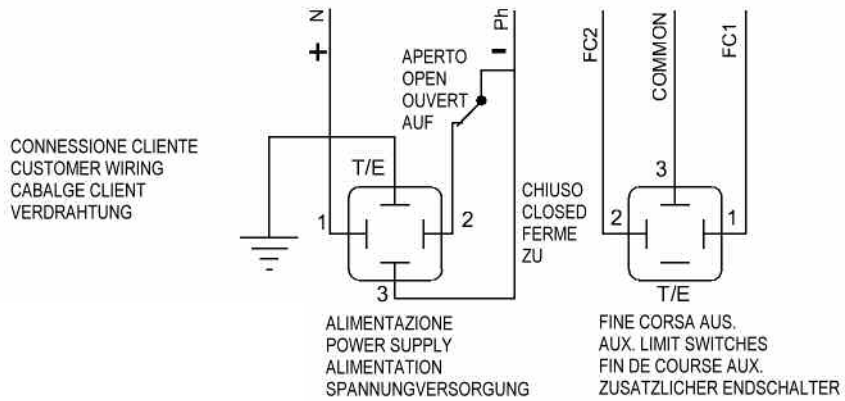 N
+
Ph
-
APERTO
OPEN
OUVERT
AUF
FC2
COMMON
FC1
CONNESSIONE CLIENTE
CUSTOMER WIRING
CABALGE CLIENT
VERDRAHTUNG
T/E
1
2
3
CHIUSO
CLOSED
FERME
ZU
3
2
1
T/E
ALIMENTAZIONE
POWER SUPPLY
ALIMENTATION
SPANNUNGVERSORGUNG
FINE CORSA AUS.
AUX. LIMIT SWITCHES
FIN DE COURSE AUX.
ZUSATZLICHER ENDSCHALTER